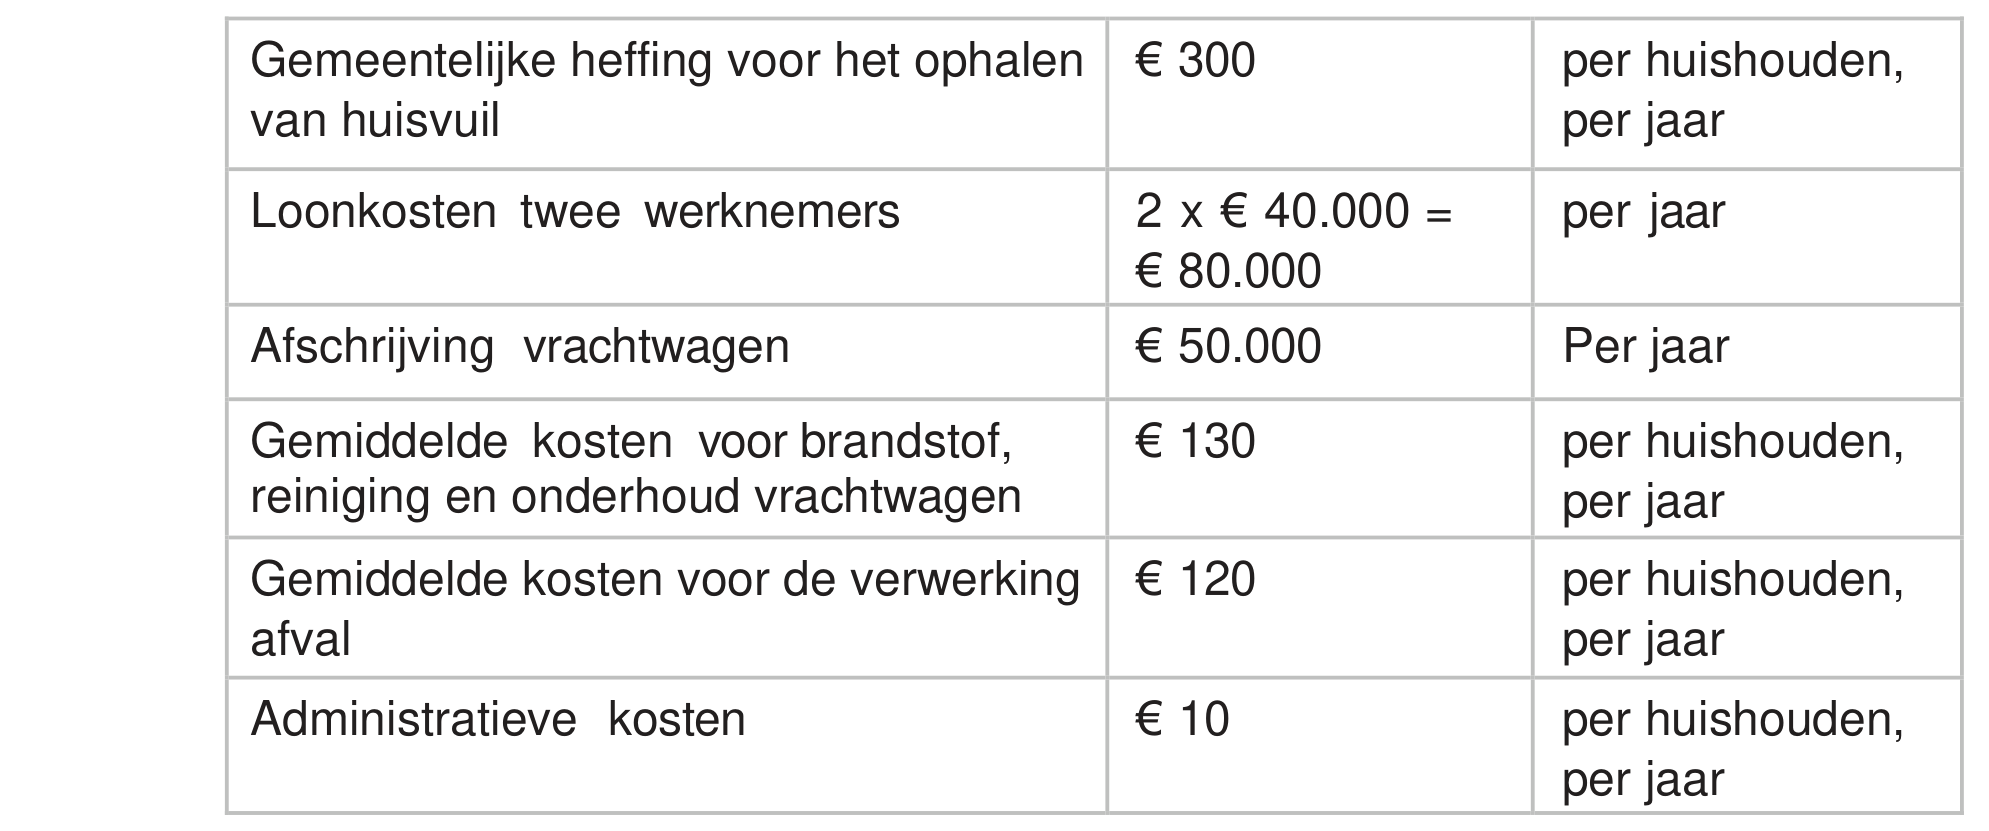 Gemeentelijke heffing voor het ophalen
van huisvuil
€ 300
per huishouden,
per jaar
Loonkosten twee werknemers
2 x € 40.000 =
€ 80.000
per jaar
Afschrijving vrachtwagen
€ 50.000
Per jaar
Gemiddelde kosten voor brandstof,
reiniging en onderhoud vrachtwagen
€ 130
per huishouden,
per jaar
Gemiddelde kosten voor de verwerking
afval
€ 120
per huishouden,
per jaar
Administratieve kosten
€ 10
per huishouden,
per jaar